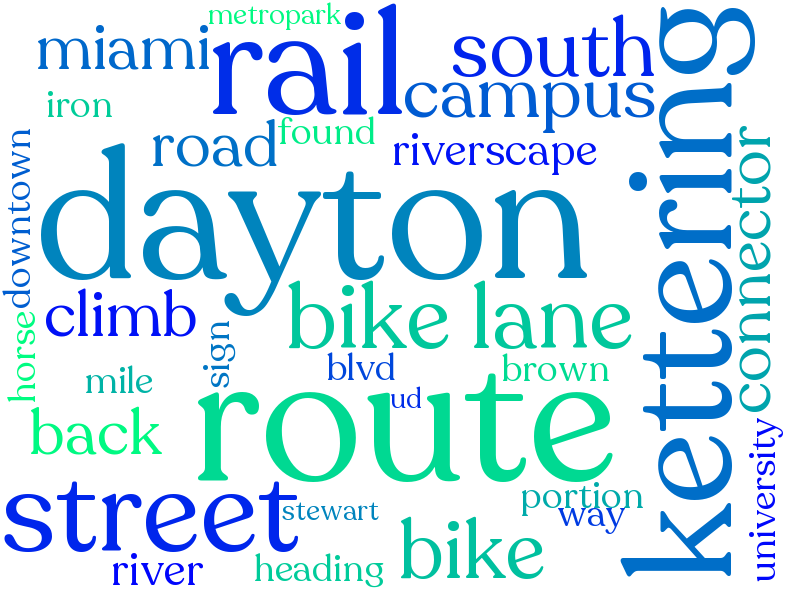 metropark
miami
rail
south
campus
iron
road
found
riverscape
kettering
connector
downtown
dayton
climb
bike lane
horse
sign
mile
blvd
brown
ud
back
route
university
street
stewart
portion
way
river
heading
bike